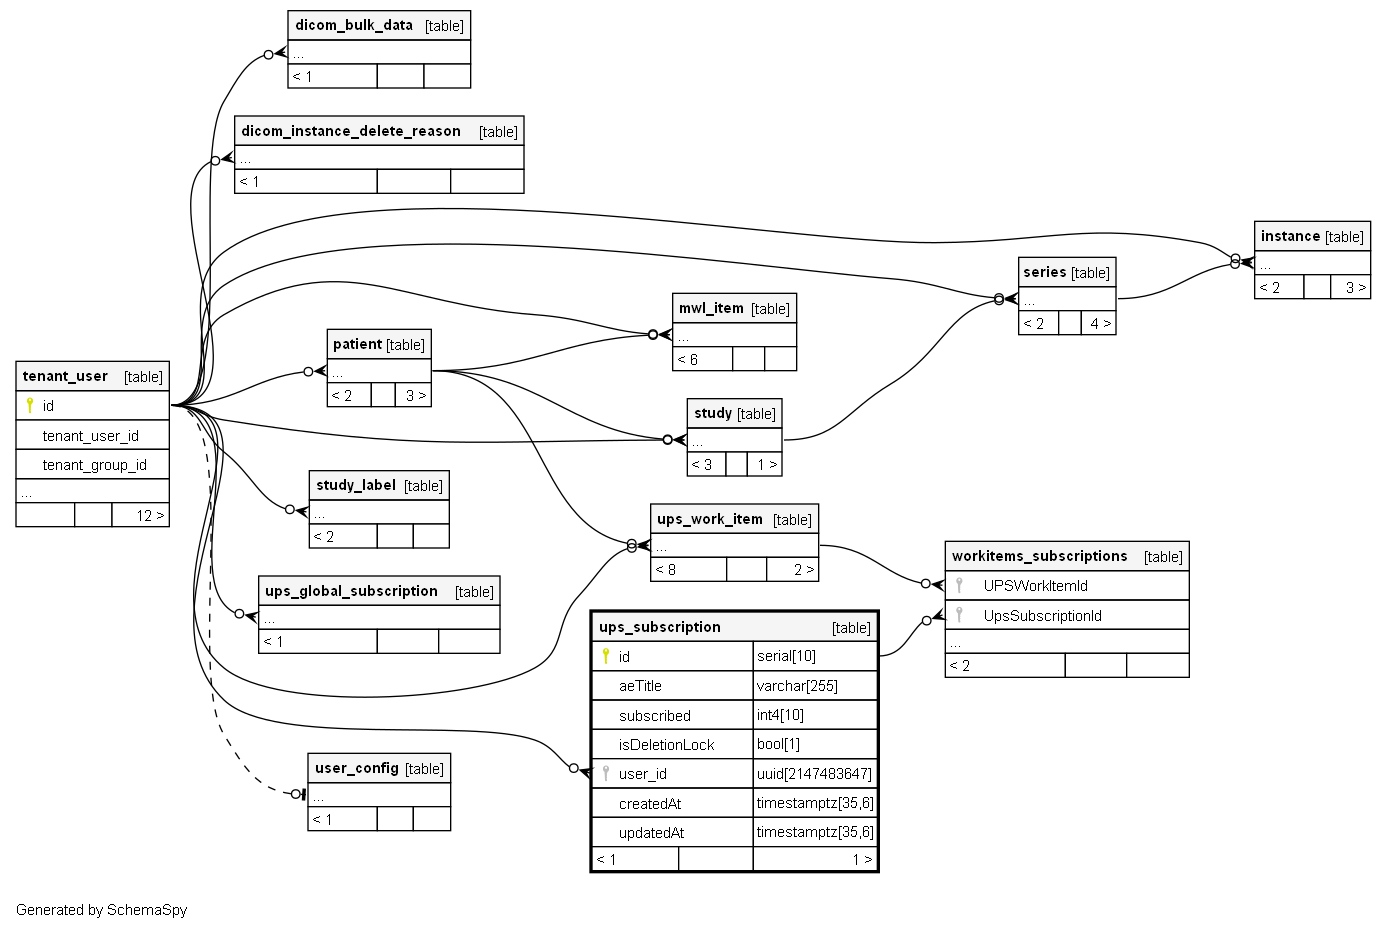 dicom_bulk_data [table]
...
< 1
dicom_instance_delete_reason [table]
...
< 1
instance [table]
...
< 2 3 >
series [table]
...
< 2 4 >
mwl_item [table]
...
< 6
patient [table]
...
< 2 3 >
tenant_user [table]
id
tenant_user_id
tenant_group_id
...
12 >
study [table]
...
< 3 1 >
study_label [table]
...
< 2
ups_work_item [table]
...
< 8 2 >
workitems_subscriptions [table]
UPSWorkItemId
UpsSubscriptionId
...
< 2
ups_global_subscription [table]
...
< 1
ups_subscription [table]
id serial[10]
aeTitle varchar[255]
subscribed int4[10]
isDeletionLock bool[1]
user_id uuid[2147483647]
createdAt timestamptz[35,6]
updatedAt timestamptz[35,6]
< 1 1 >
user_config [table]
...
< 1
Generated by SchemaSpy